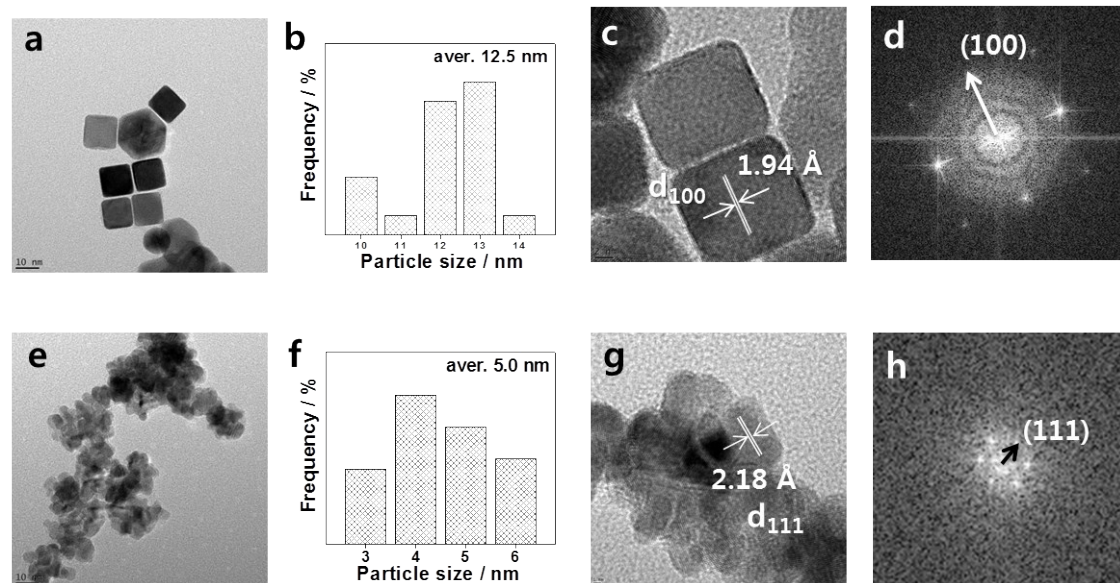 a
10 nm
b
aver. 12.5 nm
Frequency / %
10 11 12 13 14
Particle size / nm
c
1.94 Å
d100
d
(100)
e
f
aver. 5.0 nm
Frequency / %
3 4 5 6
Particle size / nm
g
2.18 Å
d111
h
(111)